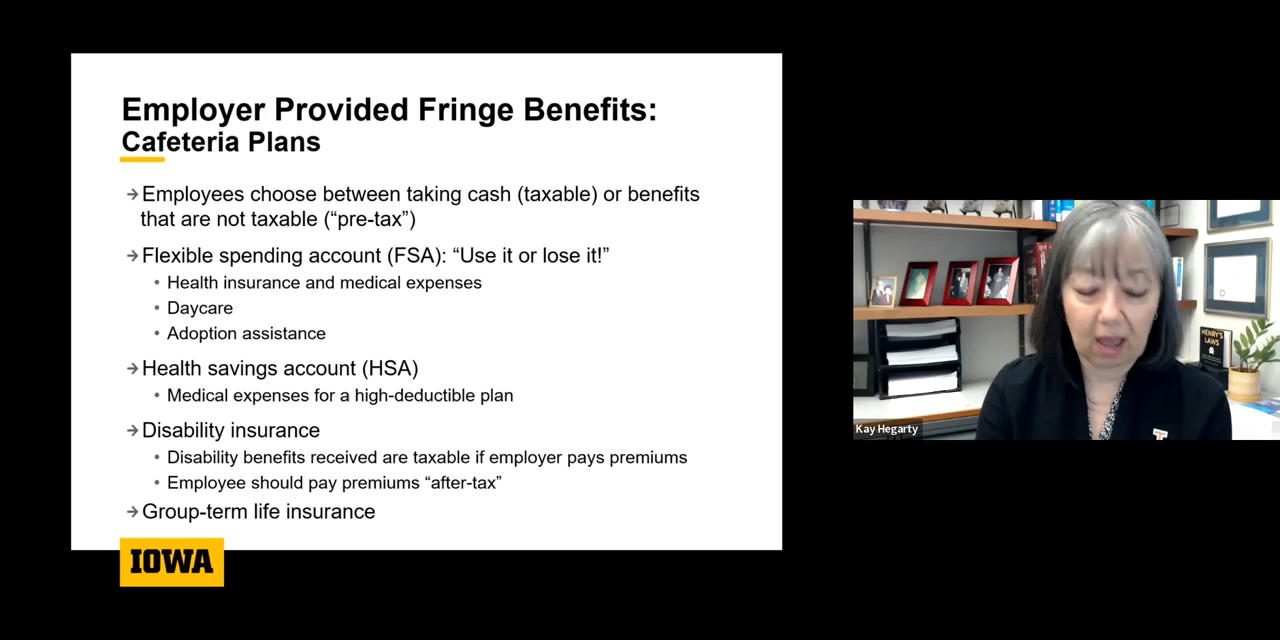 Employer Provided Fringe Benefits:
Cafeteria Plans
→Employees choose between taking cash (taxable) or benefits
that are not taxable (“pre-tax”)
→Flexible spending account (FSA): “Use it or lose it!”
• Health insurance and medical expenses
• Daycare
• Adoption assistance
→Health savings account (HSA)
• Medical expenses for a high-deductible plan
→Disability insurance
• Disability benefits received are taxable if employer pays premiums
• Employee should pay premiums “after-tax”
→Group-term life insurance
IOWA
HENRY'S
LAWS
Kay Hegarty